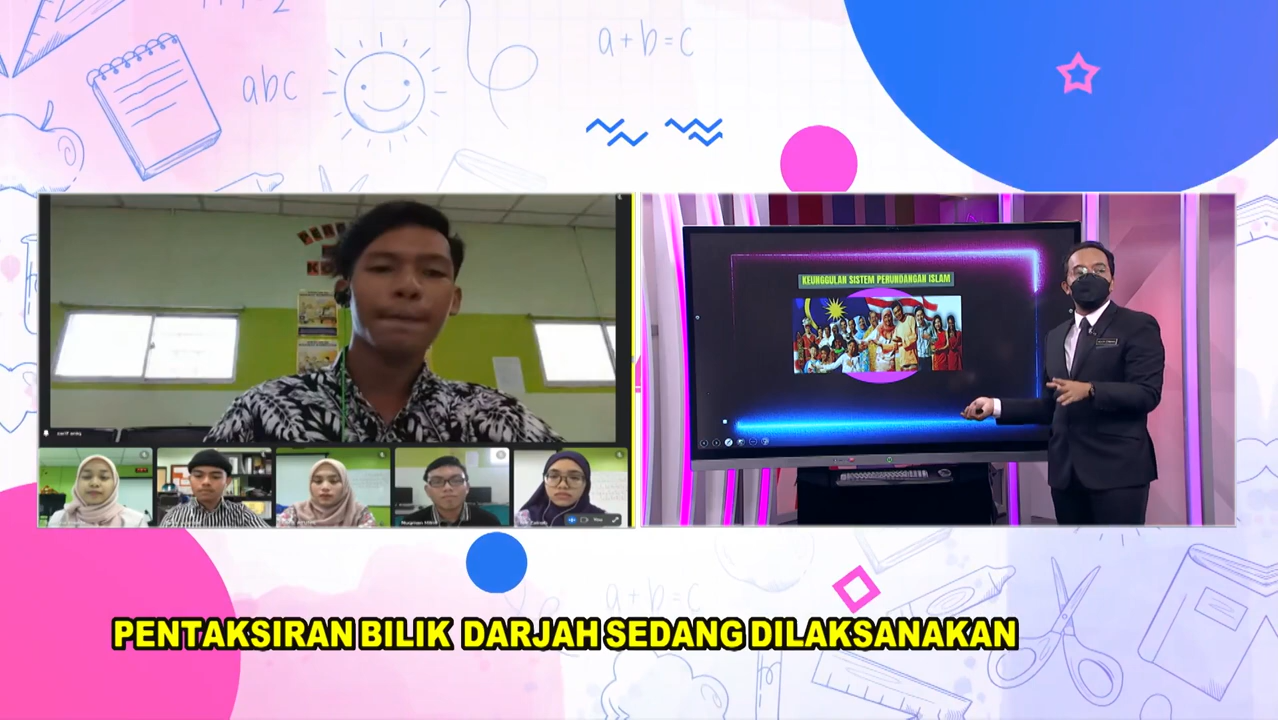 abc
a+b=c
KEUNGGULAN SISTEM PERUNDANGAN ISLAM
a+b=c
PENTAKSIRAN BILIK DARJAH SEDANG DILAKSANAKAN